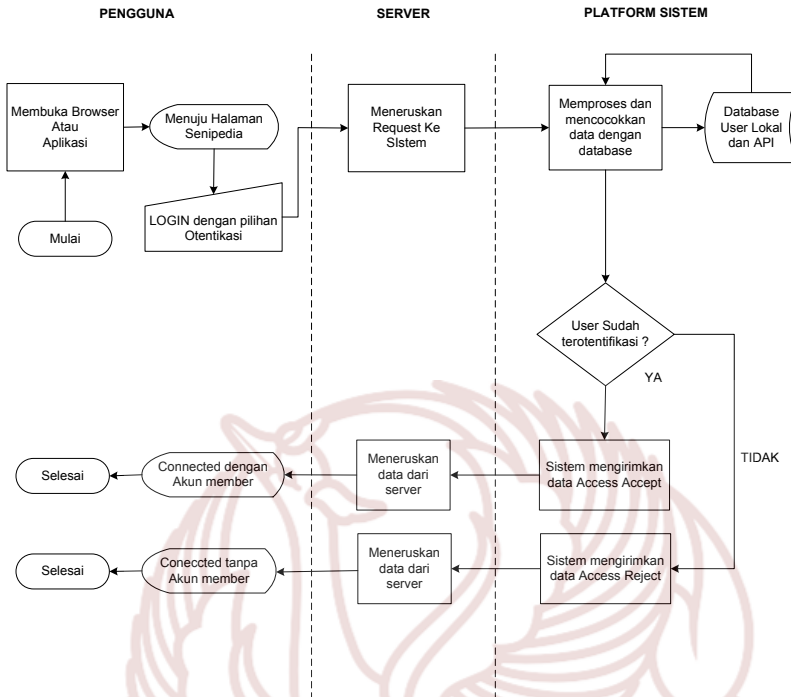 PENGGUNA
SERVER
PLATFORM SISTEM
Membuka Browser
Atau
Aplikasi
Menuju Halaman
Senipedia
Meneruskan
Request Ke
SIstem
Memproses dan
mencocokkan
data dengan
database
Database
User Lokal
dan API
LOGIN dengan pilihan
Otentikasi
Mulai
User Sudah
terotentifikasi ?
YA
TIDAK
Selesai
Connected dengan
Akun member
Meneruskan
data dari
server
Sistem mengirimkan
data Access Accept
Selesai
Coneccted tanpa
Akun member
Meneruskan
data dari
server
Sistem mengirimkan
data Access Reject